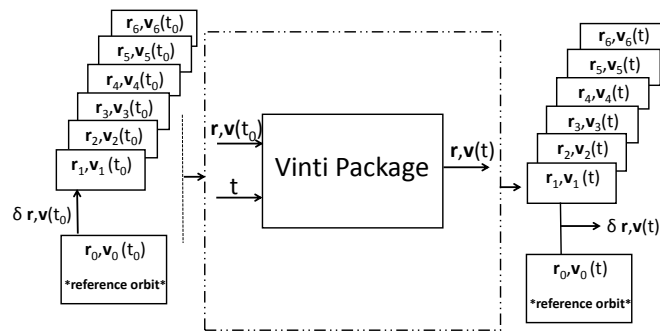 r₆,v₆(t₀)
r₅,v₅(t₀)
r₄,v₄(t₀)
r₃,v₃(t₀)
r₂,v₂(t₀)
r₁,v₁ (t₀)
δ r,v(t₀)
r₀,v₀ (t₀)
*reference orbit*
r,v(t₀)
t
Vinti Package
r,v(t)
r₆,v₆(t)
r₅,v₅(t)
r₄,v₄(t)
r₃,v₃(t)
r₂,v₂(t)
r₁,v₁ (t)
δ r,v(t)
r₀,v₀ (t)
*reference orbit*